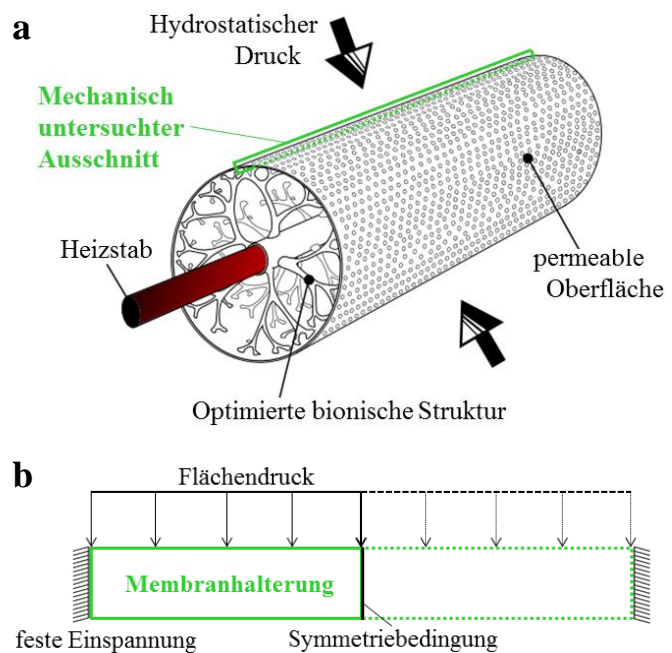 a
Hydrostatischer
Druck
Mechanisch
untersuchter
Ausschnitt
Heizstab
permeable
Oberfläche
Optimierte bionische Struktur
b
Flächendruck
Membranhalterung
feste Einspannung
Symmetriebedingung